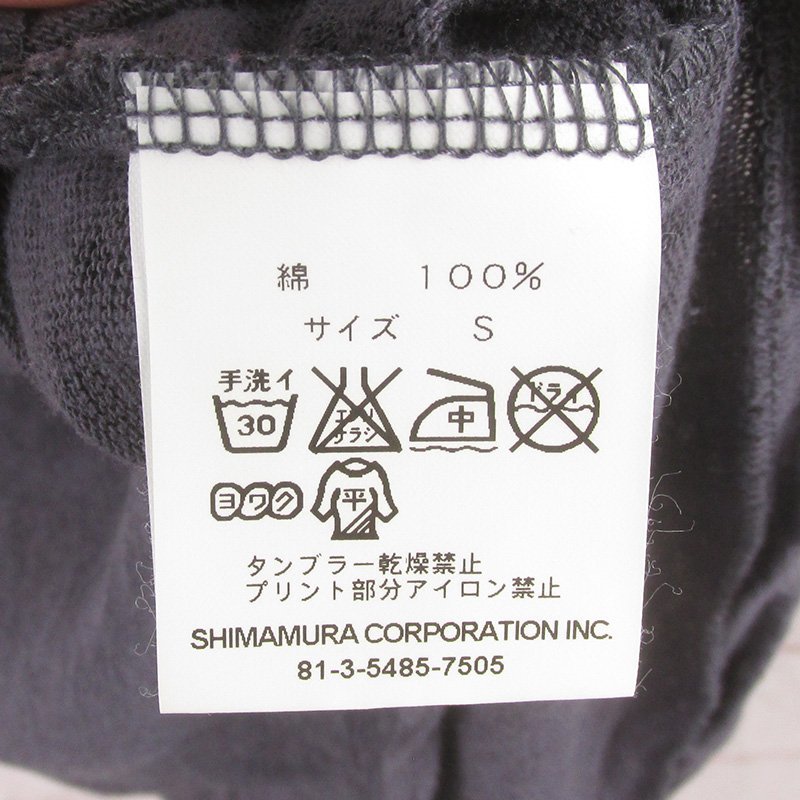 綿 100%
サイズ S
手洗イ
30
エンソ
サラシ
中
ドライ
ヨワク
平
タンブラー乾燥禁止
プリント部分アイロン禁止
SHIMAMURA CORPORATION INC.
81-3-5485-7505